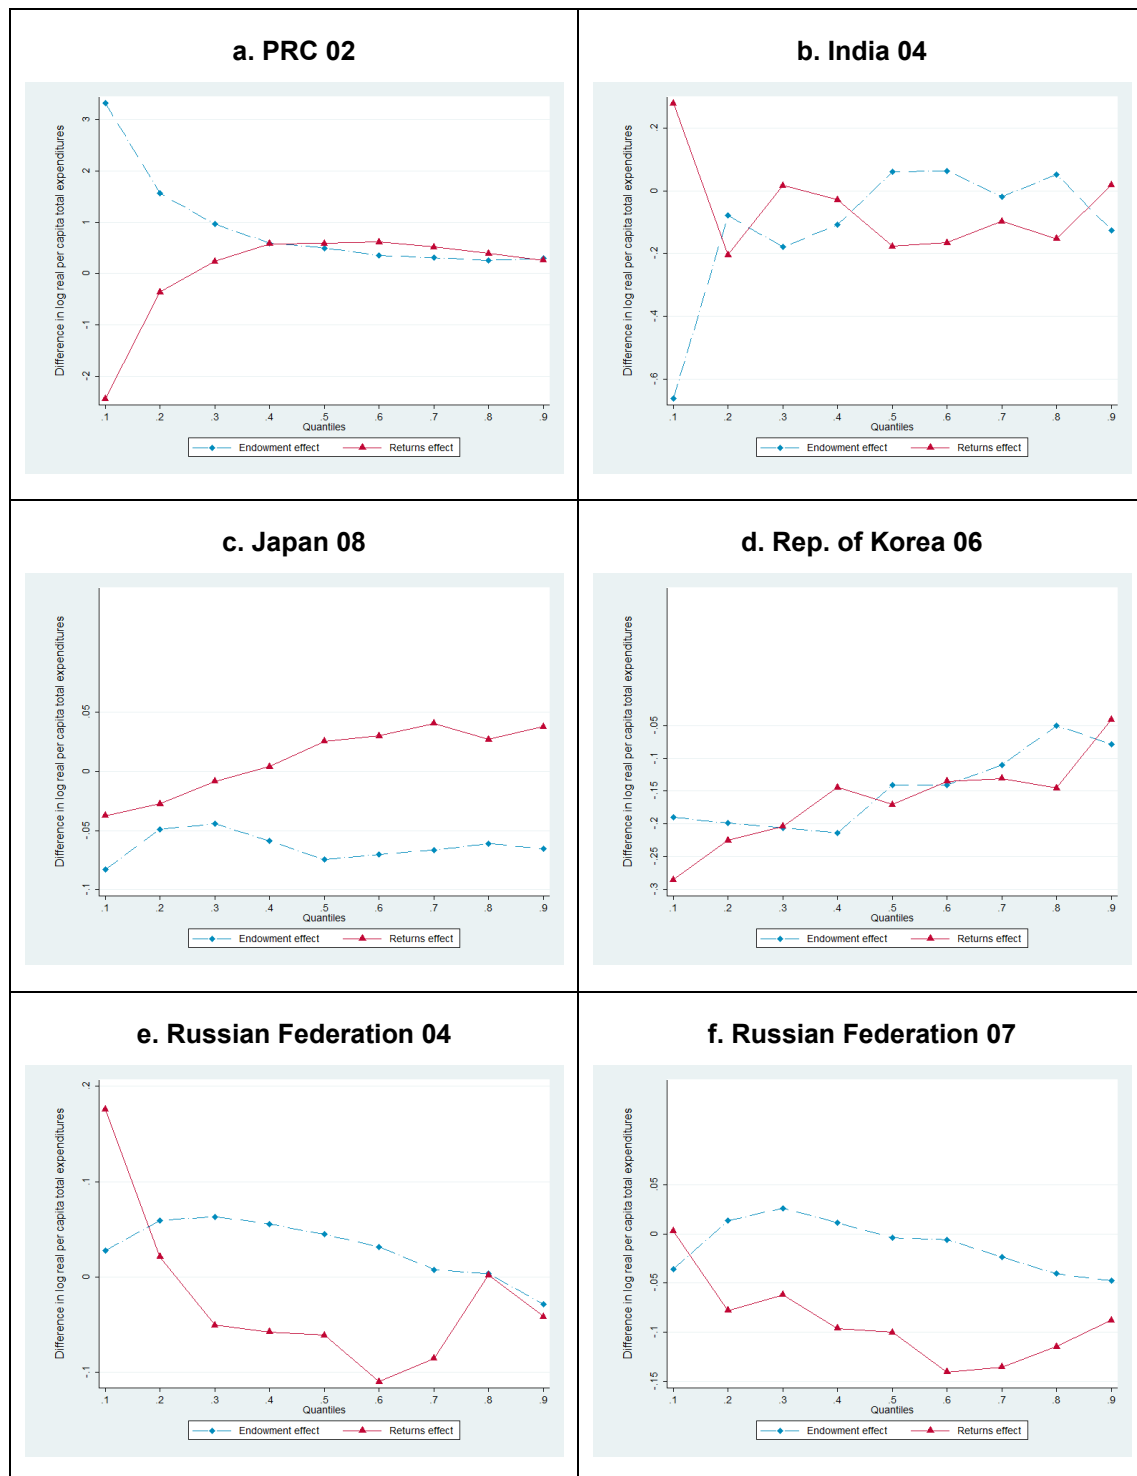 a. PRC 02
Difference in log real per capita total expenditures
3
2
1
0
-1
-2
.1 .2 .3 .4 .5 .6 .7 .8 .9
Quantiles
Endowment effect Returns effect
b. India 04
Difference in log real per capita total expenditures
.2
0
-.2
-.4
-.6
.1 .2 .3 .4 .5 .6 .7 .8 .9
Quantiles
Endowment effect Returns effect
c. Japan 08
Difference in log real per capita total expenditures
.05
0
-.05
-.1
.1 .2 .3 .4 .5 .6 .7 .8 .9
Quantiles
Endowment effect Returns effect
d. Rep. of Korea 06
Difference in log real per capita total expenditures
-.05
-.1
-.15
-.2
-.25
-.3
.1 .2 .3 .4 .5 .6 .7 .8 .9
Quantiles
Endowment effect Returns effect
e. Russian Federation 04
Difference in log real per capita total expenditures
.2
.1
0
-.1
.1 .2 .3 .4 .5 .6 .7 .8 .9
Quantiles
Endowment effect Returns effect
f. Russian Federation 07
Difference in log real per capita total expenditures
.05
0
-.05
-.1
-.15
.1 .2 .3 .4 .5 .6 .7 .8 .9
Quantiles
Endowment effect Returns effect